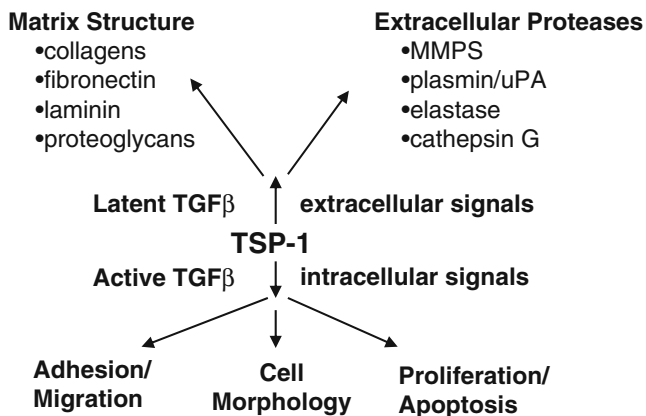 Matrix Structure
•collagens
•fibronectin
•laminin
•proteoglycans
Extracellular Proteases
•MMPS
•plasmin/uPA
•elastase
•cathepsin G
Latent TGFβ
extracellular signals
TSP-1
Active TGFβ
intracellular signals
Adhesion/
Migration
Cell
Morphology
Proliferation/
Apoptosis